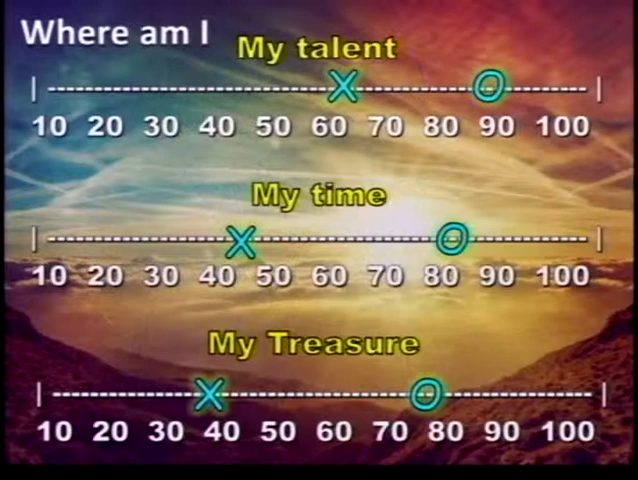 Where am I
My talent
|-------------------------X------------O--------|
10 20 30 40 50 60 70 80 90 100
My time
|----------------X------------------O-----------|
10 20 30 40 50 60 70 80 90 100
My Treasure
|-------------X------------------O-------------|
10 20 30 40 50 60 70 80 90 100